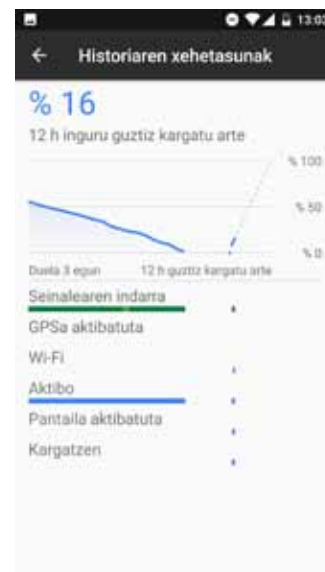 13:03
Historiaren xehetasunak
% 16
12 h inguru guztiz kargatu arte
% 100
% 50
% 0
Duela 3 egun 12 h guztiz kargatu arte
Seinalearen indarra
GPSa aktibatuta
Wi-Fi
Aktibo
Pantaila aktibatuta
Kargatzen